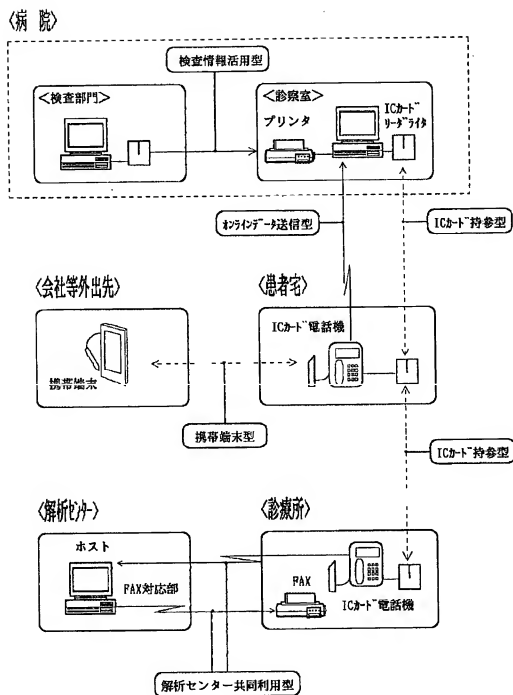 〈病 院〉
検査情報活用型
＜検査部門＞
＜診察室＞
プリンタ
ICｶｰﾄﾞ
ﾘｰﾀﾞﾗｲﾀ
ｵﾝﾗｲﾝﾃﾞｰﾀ送信型
ICｶｰﾄﾞ持参型
〈会社等外出先〉
〈患者宅〉
ICｶｰﾄﾞ電話機
携帯端末
携帯端末型
ICｶｰﾄﾞ持参型
〈解析ｾﾝﾀｰ〉
〈診療所〉
ホスト
FAX対応部
FAX
ICｶｰﾄﾞ電話機
解析センター共同利用型